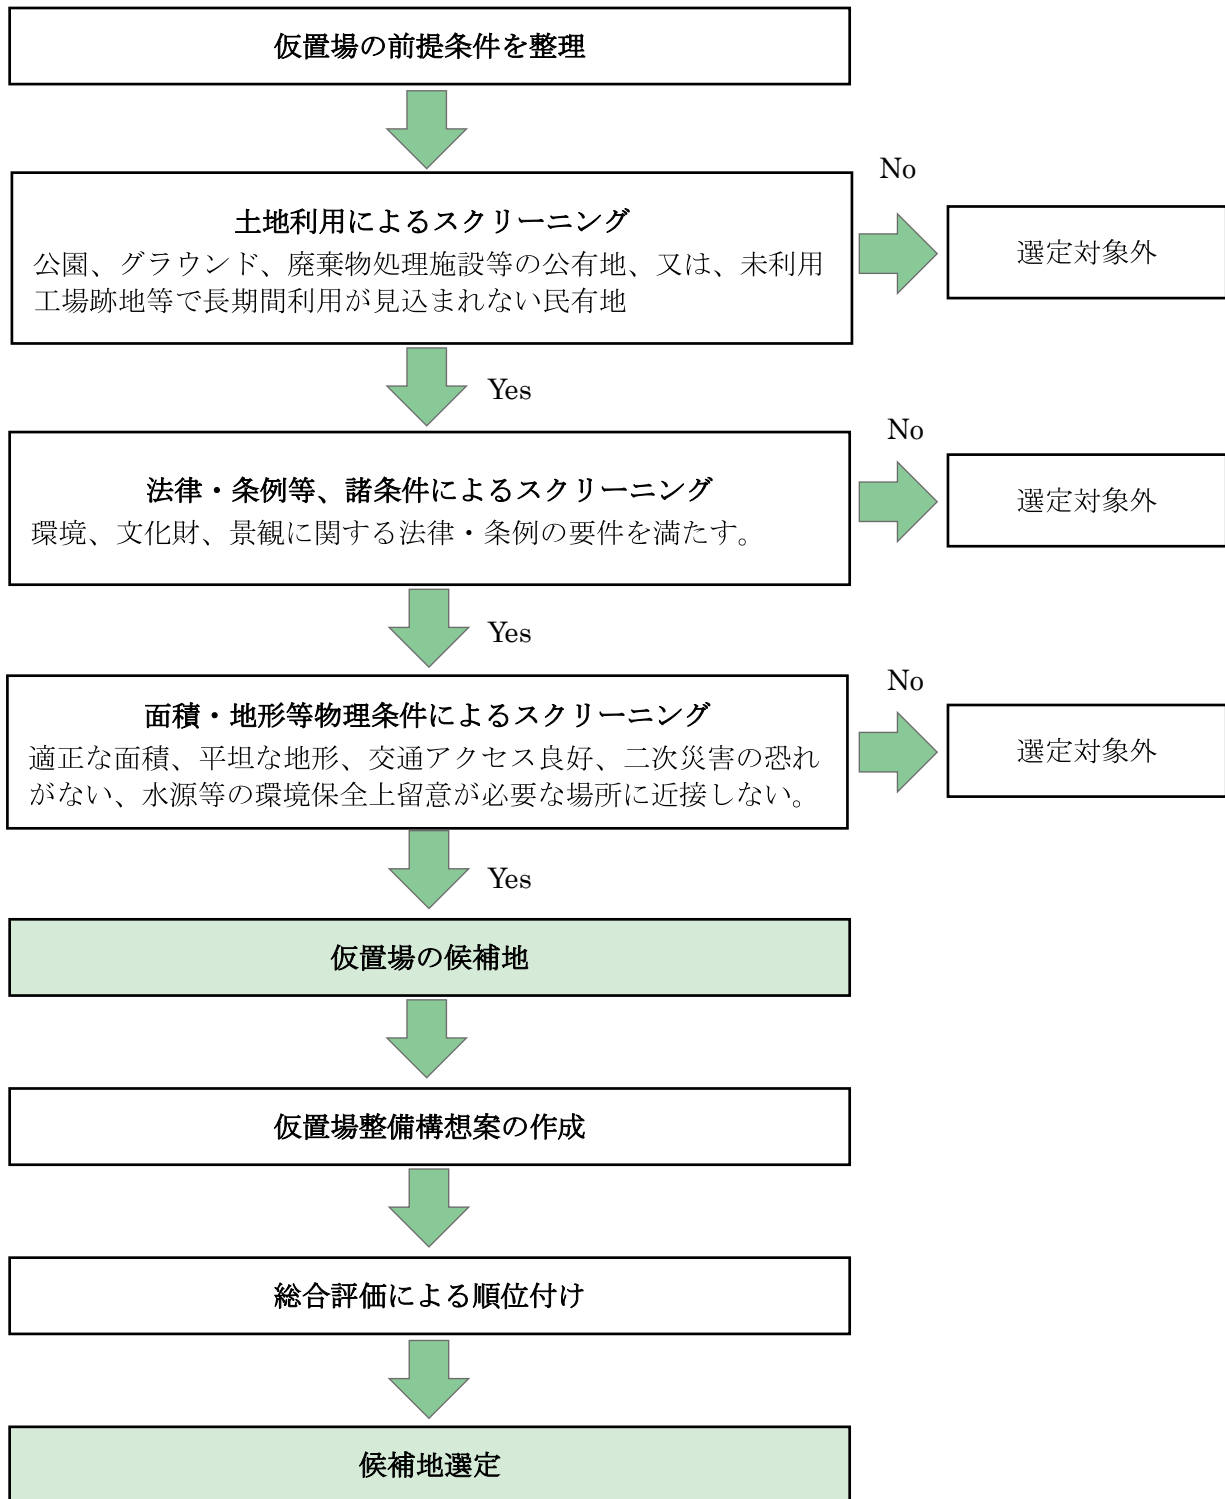 仮置場の前提条件を整理
No
土地利用によるスクリーニング
公園、グラウンド、廃棄物処理施設等の公有地、又は、未利用
工場跡地等で長期間利用が見込まれない民有地
選定対象外
Yes
No
法律・条例等、諸条件によるスクリーニング
環境、文化財、景観に関する法律・条例の要件を満たす。
選定対象外
Yes
No
面積・地形等物理条件によるスクリーニング
適正な面積、平坦な地形、交通アクセス良好、二次災害の恐れ
がない、水源等の環境保全上留意が必要な場所に近接しない。
選定対象外
Yes
仮置場の候補地
仮置場整備構想案の作成
総合評価による順位付け
候補地選定